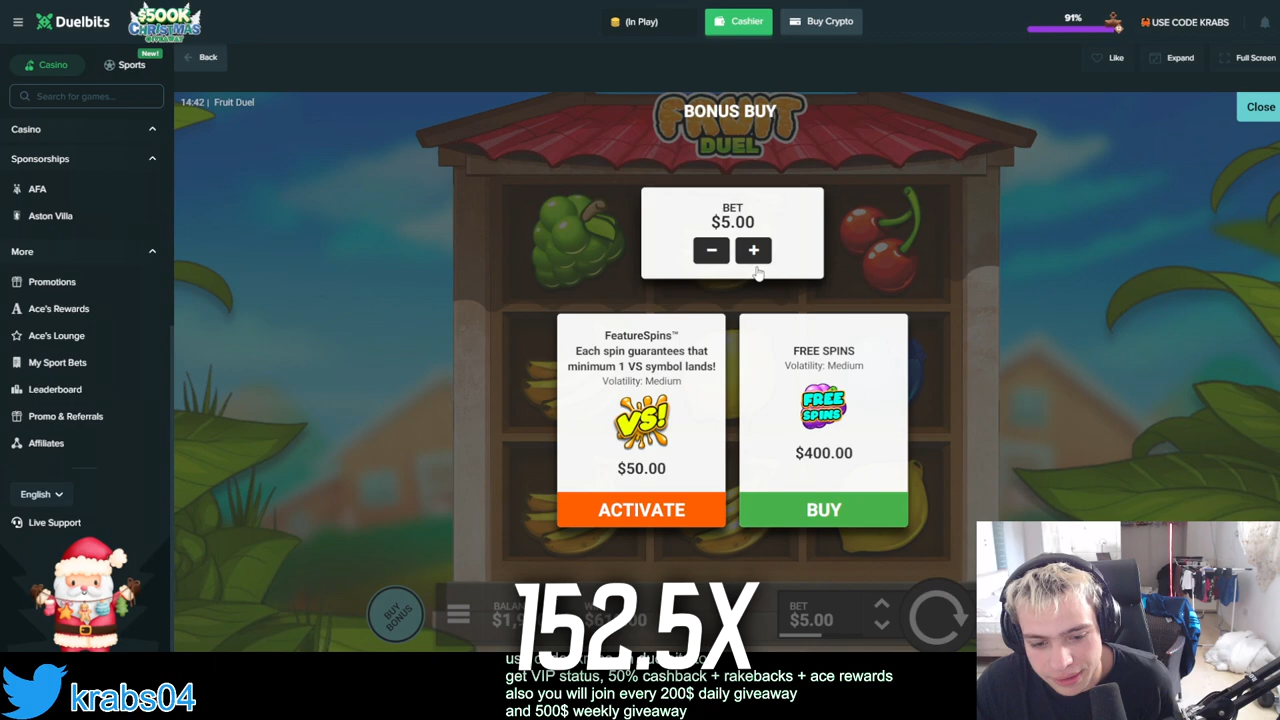 Duelbits
$500K
CHRISTMAS
GIVEAWAY
(In Play)
Cashier
Buy Crypto
91%
USE CODE KRABS
Casino
New!
Sports
Back
Like
Expand
Full Screen
Search for games...
14:42 | Fruit Duel
Close
FRUIT
DUEL
BONUS BUY
Casino
Sponsorships
AFA
Aston Villa
More
Promotions
Ace's Rewards
Ace's Lounge
My Sport Bets
Leaderboard
Promo & Referrals
Affiliates
English
Live Support
BET
$5.00
−
+
FeatureSpins™
Each spin guarantees that
minimum 1 VS symbol lands!
Volatility: Medium
VS!
$50.00
ACTIVATE
FREE SPINS
Volatility: Medium
FREE
SPINS
$400.00
BUY
BUY
BONUS
BET
$5.00
152.5X
get VIP status, 50% cashback + rakebacks + ace rewards
also you will join every 200$ daily giveaway
and 500$ weekly giveaway
krabs04